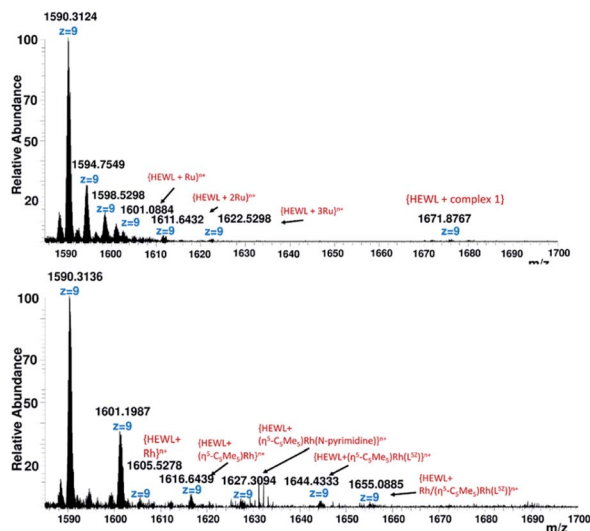 1590.3124
z=9
100
Relative Abundance
70
50
20
1594.7549
z=9
1598.5298
z=9
1601.0884
z=9
{HEWL + Ru}ⁿ⁺
1611.6432
z=9
{HEWL + 2Ru}ⁿ⁺
1622.5298
z=9
{HEWL + 3Ru}ⁿ⁺
{HEWL + complex 1}
1671.8767
z=9
1590 1600 1610 1620 1630 1640 1650 1660 1670 1680 1690 1700
m/z
1590.3136
z=9
100
Relative Abundance
70
50
20
1601.1987
z=9
{HEWL+
Rh}ⁿ⁺
1605.5278
z=9
{HEWL+
(η⁵-C₅Me₅)Rh}ⁿ⁺
1616.6439
z=9
{HEWL+
(η⁵-C₅Me₅)Rh(N-pyrimidine)}ⁿ⁺
1627.3094
z=9
{HEWL+(η⁵-C₅Me₅)Rh(Lˢᶻ)}ⁿ⁺
1644.4333
z=9
{HEWL+
Rh/(η⁵-C₅Me₅)Rh(Lˢᶻ)}ⁿ⁺
1655.0885
z=9
1590 1600 1610 1620 1630 1640 1650 1660 1670 1680 1690 1700
m/z